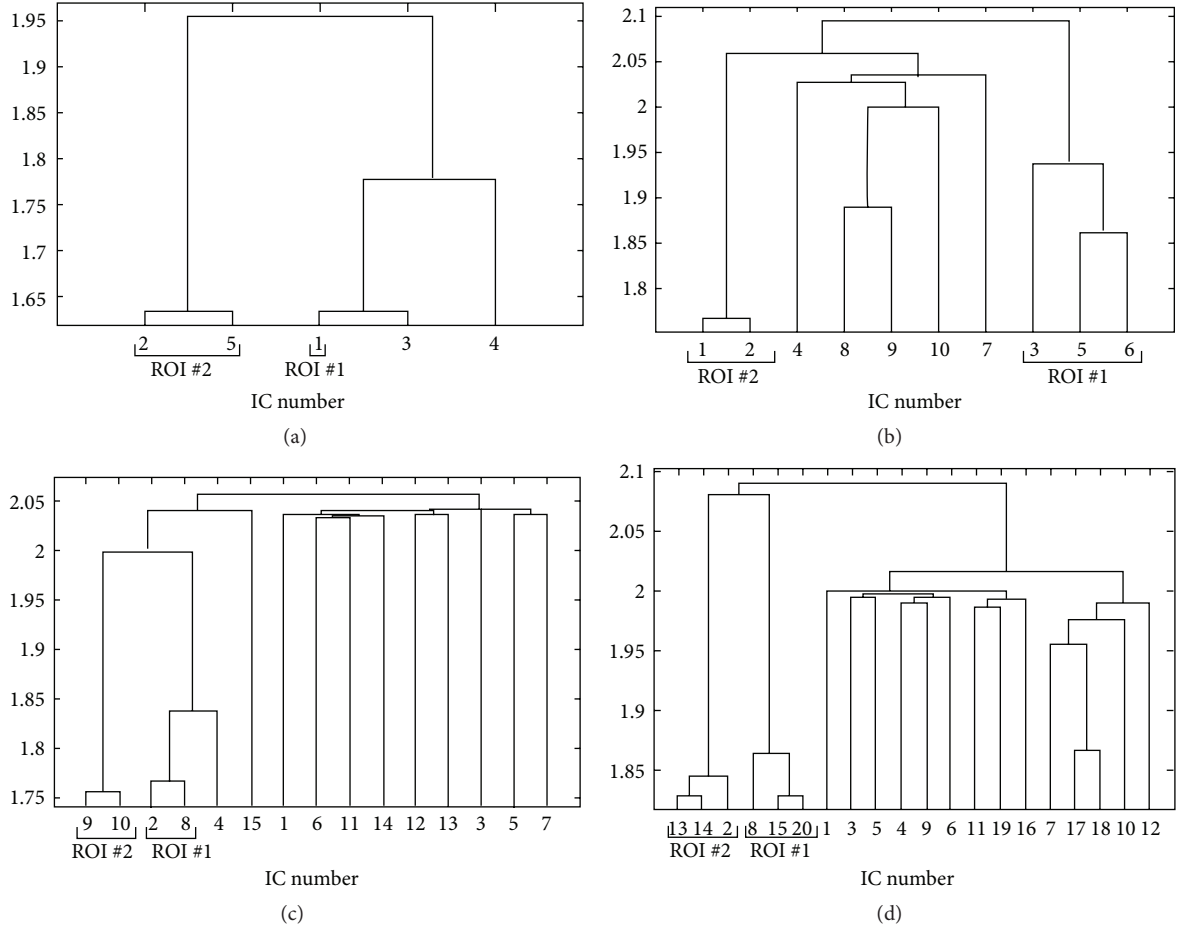 1.95
1.9
1.85
1.8
1.75
1.7
1.65
2 5 1 3 4
ROI #2 ROI #1
IC number
(a)
2.1
2.05
2
1.95
1.9
1.85
1.8
1 2 4 8 9 10 7 3 5 6
ROI #2 ROI #1
IC number
(b)
2.05
2
1.95
1.9
1.85
1.8
1.75
9 10 2 8 4 15 1 6 11 14 12 13 3 5 7
ROI #2 ROI #1
IC number
(c)
2.1
2.05
2
1.95
1.9
1.85
13 14 2 8 15 20 1 3 5 4 9 6 11 19 16 7 17 18 10 12
ROI #2 ROI #1
IC number
(d)